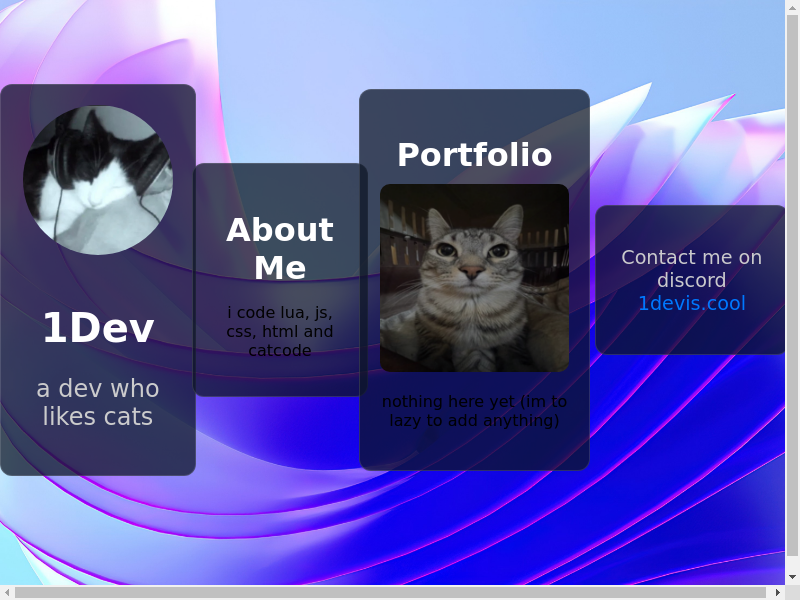 1Dev
a dev who
likes cats
About
Me
i code lua, js,
css, html and
catcode
Portfolio
nothing here yet (im to
lazy to add anything)
Contact me on
discord
1devis.cool